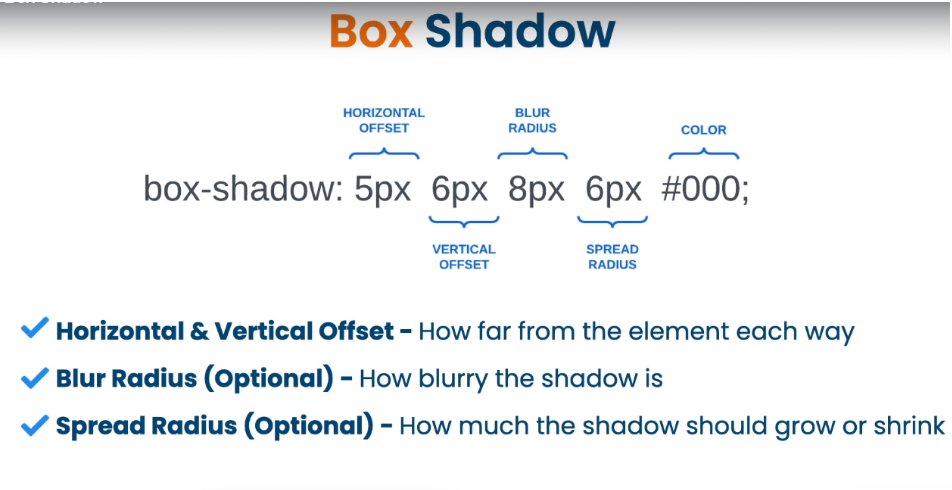 Box Shadow
HORIZONTAL
OFFSET
BLUR
RADIUS
COLOR
box-shadow: 5px 6px 8px 6px #000;
VERTICAL
OFFSET
SPREAD
RADIUS
Horizontal & Vertical Offset – How far from the element each way
Blur Radius (Optional) – How blurry the shadow is
Spread Radius (Optional) – How much the shadow should grow or shrink